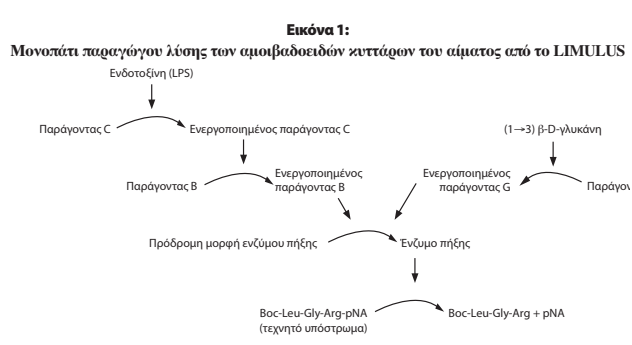 Εικόνα 1:
Μονοπάτι παραγώγου λύσης των αμοιβαδοειδών κυττάρων του αίματος από το LIMULUS
Ενδοτοξίνη (LPS)
Παράγοντας C
Ενεργοποιημένος παράγοντας C
(1→3) β-D-γλυκάνη
Παράγοντας B
Ενεργοποιημένος
παράγοντας B
Ενεργοποιημένος
παράγοντας G
Παράγον
Πρόδρομη μορφή ενζύμου πήξης
Ένζυμο πήξης
Boc-Leu-Gly-Arg-pNA
(τεχνητό υπόστρωμα)
Boc-Leu-Gly-Arg + pNA